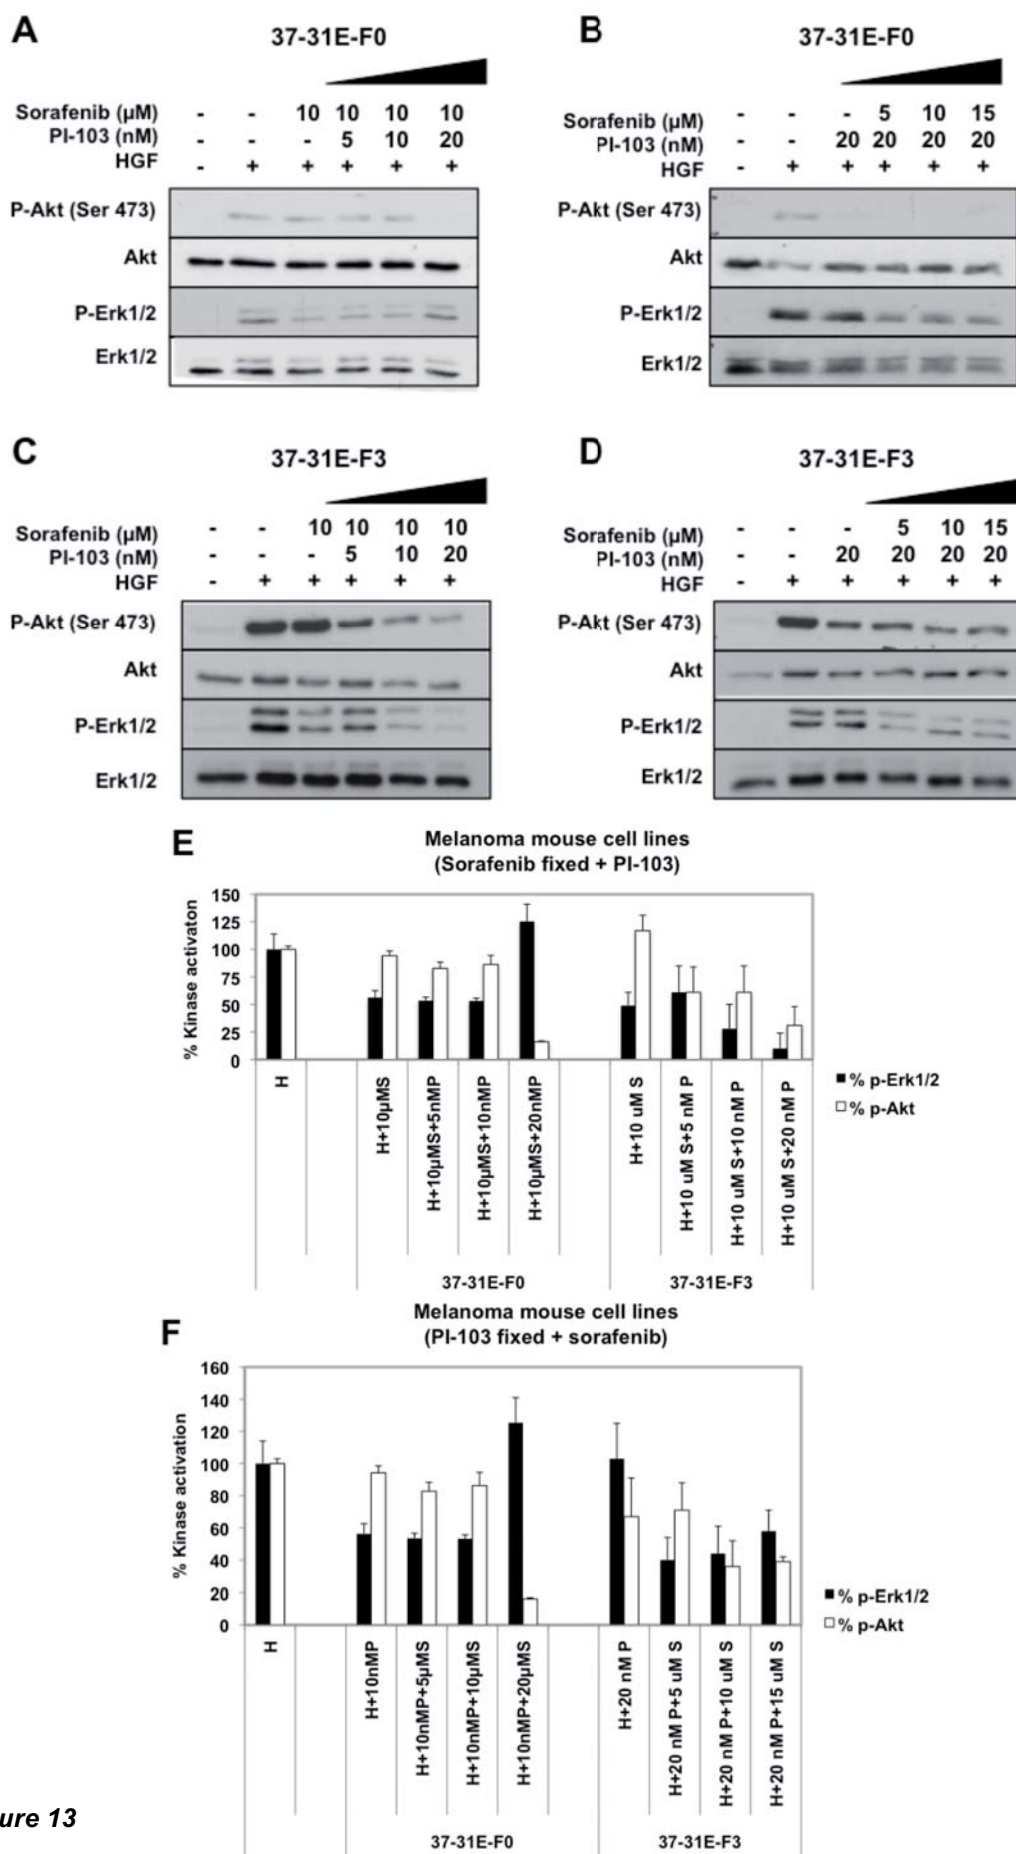 A
37-31E-F0
Sorafenib (µM) - - 10 10 10 10
PI-103 (nM) - - - 5 10 20
HGF - + + + + +
P-Akt (Ser 473)
Akt
P-Erk1/2
Erk1/2
B
37-31E-F0
Sorafenib (µM) - - - 5 10 15
PI-103 (nM) - - 20 20 20 20
HGF - + + + + +
P-Akt (Ser 473)
Akt
P-Erk1/2
Erk1/2
C
37-31E-F3
Sorafenib (µM) - - 10 10 10 10
PI-103 (nM) - - - 5 10 20
HGF - + + + + +
P-Akt (Ser 473)
Akt
P-Erk1/2
Erk1/2
D
37-31E-F3
Sorafenib (µM) - - - 5 10 15
PI-103 (nM) - - 20 20 20 20
HGF - + + + + +
P-Akt (Ser 473)
Akt
P-Erk1/2
Erk1/2
E
Melanoma mouse cell lines
(Sorafenib fixed + PI-103)
% Kinase activaton
150
125
100
75
50
25
0
H
H+10µMS
H+10µMS+5nMP
H+10µMS+10nMP
H+10µMS+20nMP
H+10 uM S
H+10 uM S+5 nM P
H+10 uM S+10 nM P
H+10 uM S+20 nM P
37-31E-F0
37-31E-F3
% p-Erk1/2
% p-Akt
F
Melanoma mouse cell lines
(PI-103 fixed + sorafenib)
% Kinase activation
160
140
120
100
80
60
40
20
0
H
H+10nMP
H+10nMP+5µMS
H+10nMP+10µMS
H+10nMP+20µMS
H+20 nM P
H+20 nM P+5 uM S
H+20 nM P+10 uM S
H+20 nM P+15 uM S
37-31E-F0
37-31E-F3
% p-Erk1/2
% p-Akt
ure 13